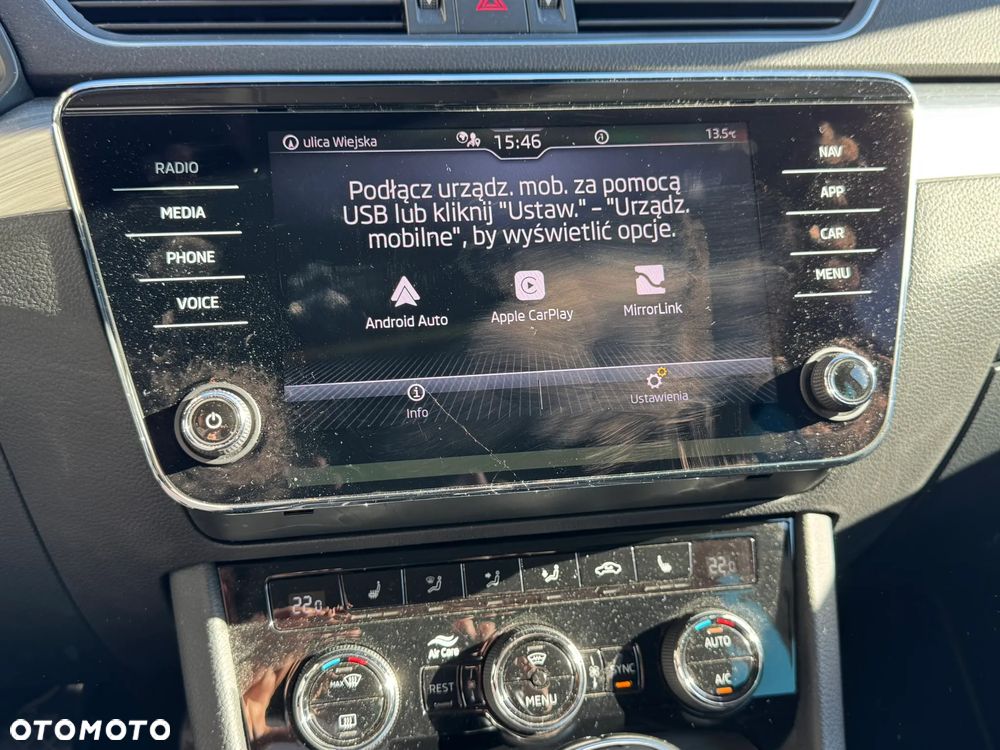 ulica Wiejska
15:46
13.5°C
RADIO
MEDIA
PHONE
VOICE
Podłącz urządz. mob. za pomocą
USB lub kliknij "Ustaw." – "Urządz.
mobilne", by wyświetlić opcje.
Android Auto
Apple CarPlay
MirrorLink
Info
Ustawienia
NAV
APP
CAR
MENU
22.0
22.0
Air Care
MAX
REST
MENU
SYNC
AUTO
A/C
OTOMOTO